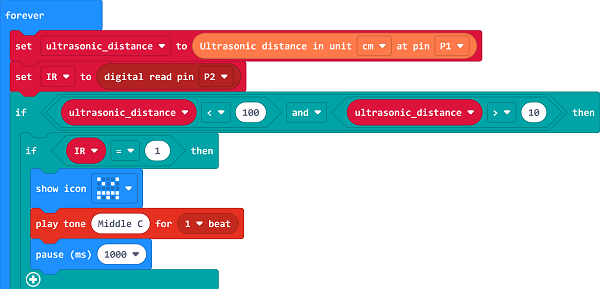 forever
set ultrasonic_distance to Ultrasonic distance in unit cm at pin P1
set IR to digital read pin P2
if ultrasonic_distance < 100 and ultrasonic_distance > 10 then
if IR = 1 then
show icon
play tone Middle C for 1 beat
pause (ms) 1000